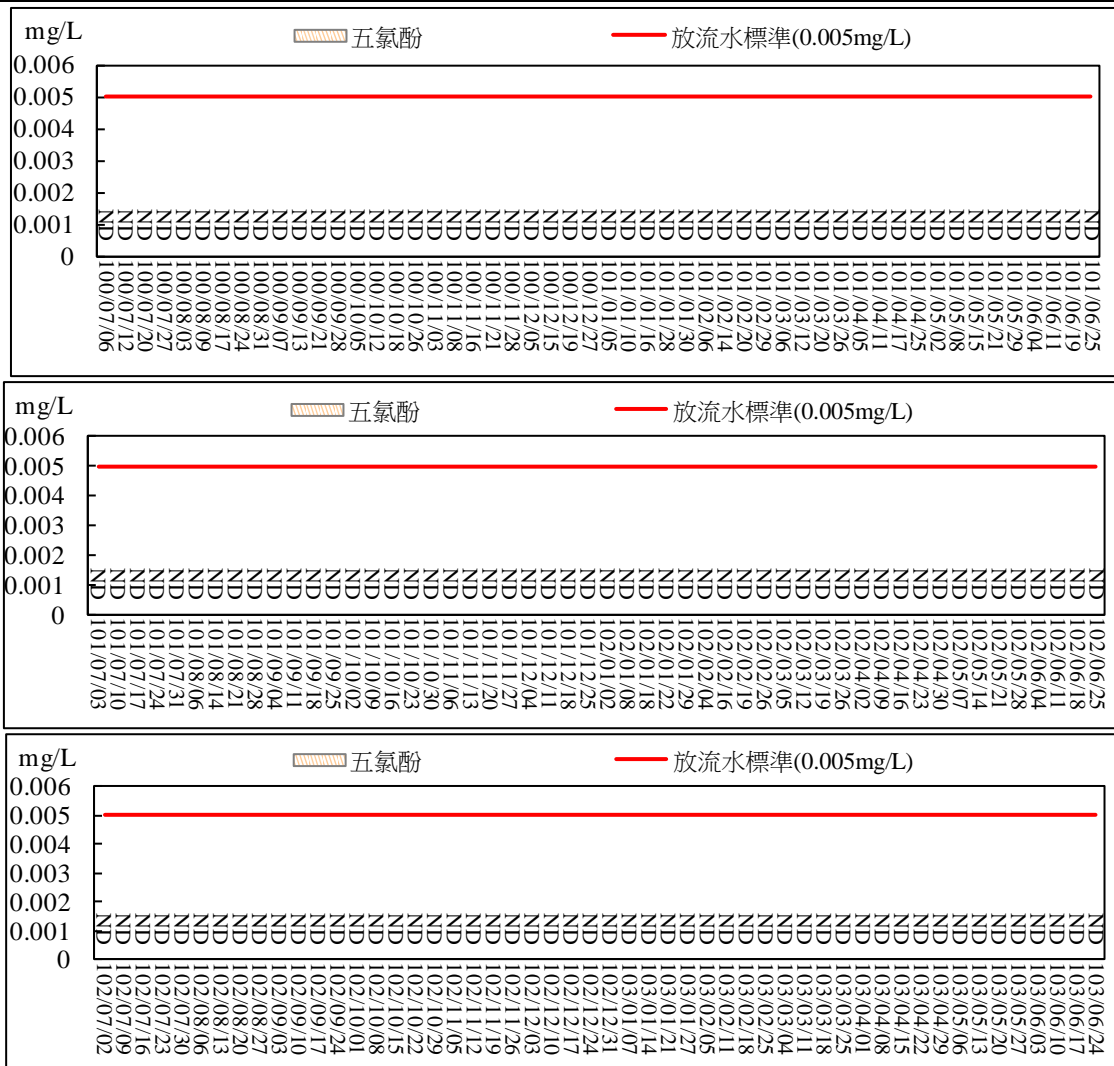 mg/L
五氯酚
放流水標準(0.005mg/L)
0.006
0.005
0.004
0.003
0.002
0.001
0
ND ND ND ND ND ND ND ND ND ND ND ND ND ND ND ND ND ND ND ND ND ND ND ND ND ND ND ND ND ND ND ND ND ND ND ND ND ND ND ND ND ND ND ND ND ND ND ND ND ND ND ND
100/07/06 100/07/12 100/07/20 100/07/27 100/08/03 100/08/09 100/08/17 100/08/24 100/08/31 100/09/07 100/09/13 100/09/21 100/09/28 100/10/05 100/10/12 100/10/18 100/10/26 100/11/03 100/11/08 100/11/16 100/11/21 100/11/28 100/12/05 100/12/15 100/12/19 100/12/27 101/01/05 101/01/10 101/01/16 101/01/28 101/01/30 101/02/06 101/02/14 101/02/20 101/02/29 101/03/06 101/03/12 101/03/20 101/03/26 101/04/05 101/04/11 101/04/17 101/04/25 101/05/02 101/05/08 101/05/15 101/05/21 101/05/29 101/06/04 101/06/11 101/06/19 101/06/25
mg/L
五氯酚
放流水標準(0.005mg/L)
0.006
0.005
0.004
0.003
0.002
0.001
0
ND ND ND ND ND ND ND ND ND ND ND ND ND ND ND ND ND ND ND ND ND ND ND ND ND ND ND ND ND ND ND ND ND ND ND ND ND ND ND ND ND ND ND ND ND ND ND ND ND ND ND ND
101/07/03 101/07/10 101/07/17 101/07/24 101/07/31 101/08/06 101/08/14 101/08/21 101/08/28 101/09/04 101/09/11 101/09/18 101/09/25 101/10/02 101/10/09 101/10/16 101/10/23 101/10/30 101/11/06 101/11/13 101/11/20 101/11/27 101/12/04 101/12/11 101/12/18 101/12/25 102/01/02 102/01/08 102/01/18 102/01/22 102/01/29 102/02/04 102/02/16 102/02/19 102/02/26 102/03/05 102/03/12 102/03/19 102/03/26 102/04/02 102/04/09 102/04/16 102/04/23 102/04/30 102/05/07 102/05/14 102/05/21 102/05/28 102/06/04 102/06/11 102/06/18 102/06/25
mg/L
五氯酚
放流水標準(0.005mg/L)
0.006
0.005
0.004
0.003
0.002
0.001
0
ND ND ND ND ND ND ND ND ND ND ND ND ND ND ND ND ND ND ND ND ND ND ND ND ND ND ND ND ND ND ND ND ND ND ND ND ND ND ND ND ND ND ND ND ND ND ND ND ND ND ND ND
102/07/02 102/07/09 102/07/16 102/07/23 102/07/30 102/08/06 102/08/13 102/08/20 102/08/27 102/09/03 102/09/10 102/09/17 102/09/24 102/10/01 102/10/08 102/10/15 102/10/22 102/10/29 102/11/05 102/11/12 102/11/19 102/11/26 102/12/03 102/12/11 102/12/17 102/12/24 102/12/31 103/01/07 103/01/14 103/01/21 103/01/27 103/02/05 103/02/11 103/02/18 103/02/25 103/03/04 103/03/11 103/03/18 103/03/25 103/04/01 103/04/08 103/04/15 103/04/22 103/04/29 103/05/06 103/05/13 103/05/20 103/05/27 103/06/03 103/06/10 103/06/17 103/06/24